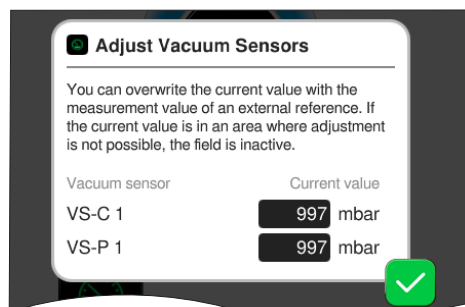 Adjust Vacuum Sensors
You can overwrite the current value with the
measurement value of an external reference. If
the current value is in an area where adjustment
is not possible, the field is inactive.
Vacuum sensor Current value
VS-C 1 997 mbar
VS-P 1 997 mbar